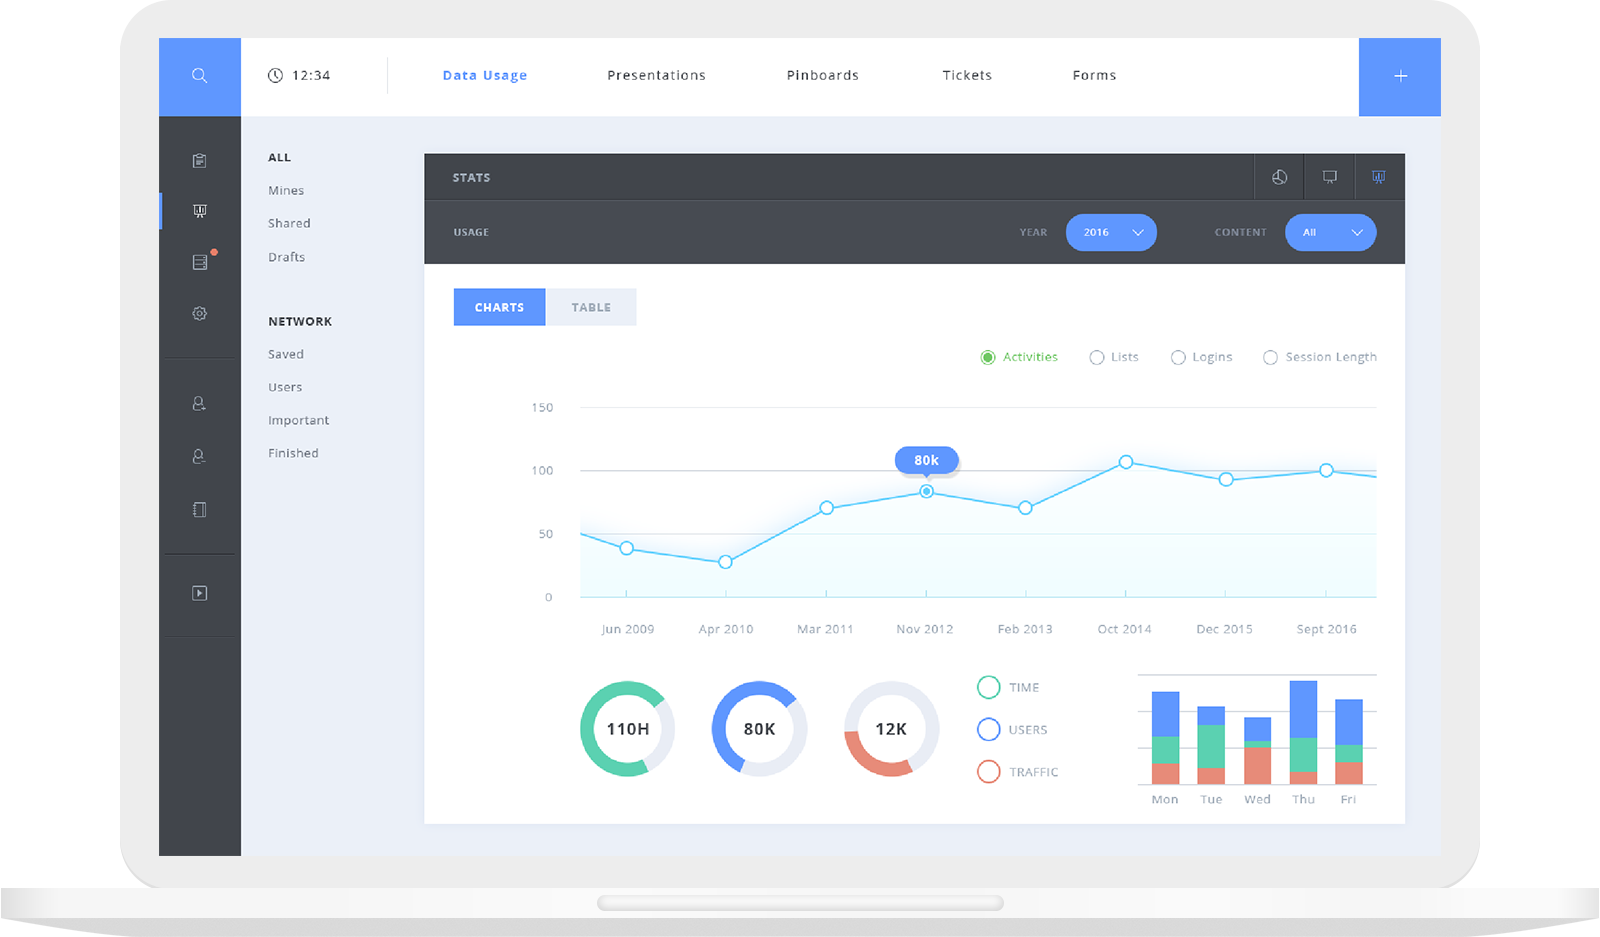 12:34 Data Usage Presentations Pinboards Tickets Forms
ALL
Mines
Shared
Drafts
NETWORK
Saved
Users
Important
Finished
STATS
USAGE YEAR 2016 CONTENT All
CHARTS TABLE
Activities Lists Logins Session Length
150
100
50
0
80k
Jun 2009 Apr 2010 Mar 2011 Nov 2012 Feb 2013 Oct 2014 Dec 2015 Sept 2016
110H 80K 12K
TIME
USERS
TRAFFIC
Mon Tue Wed Thu Fri